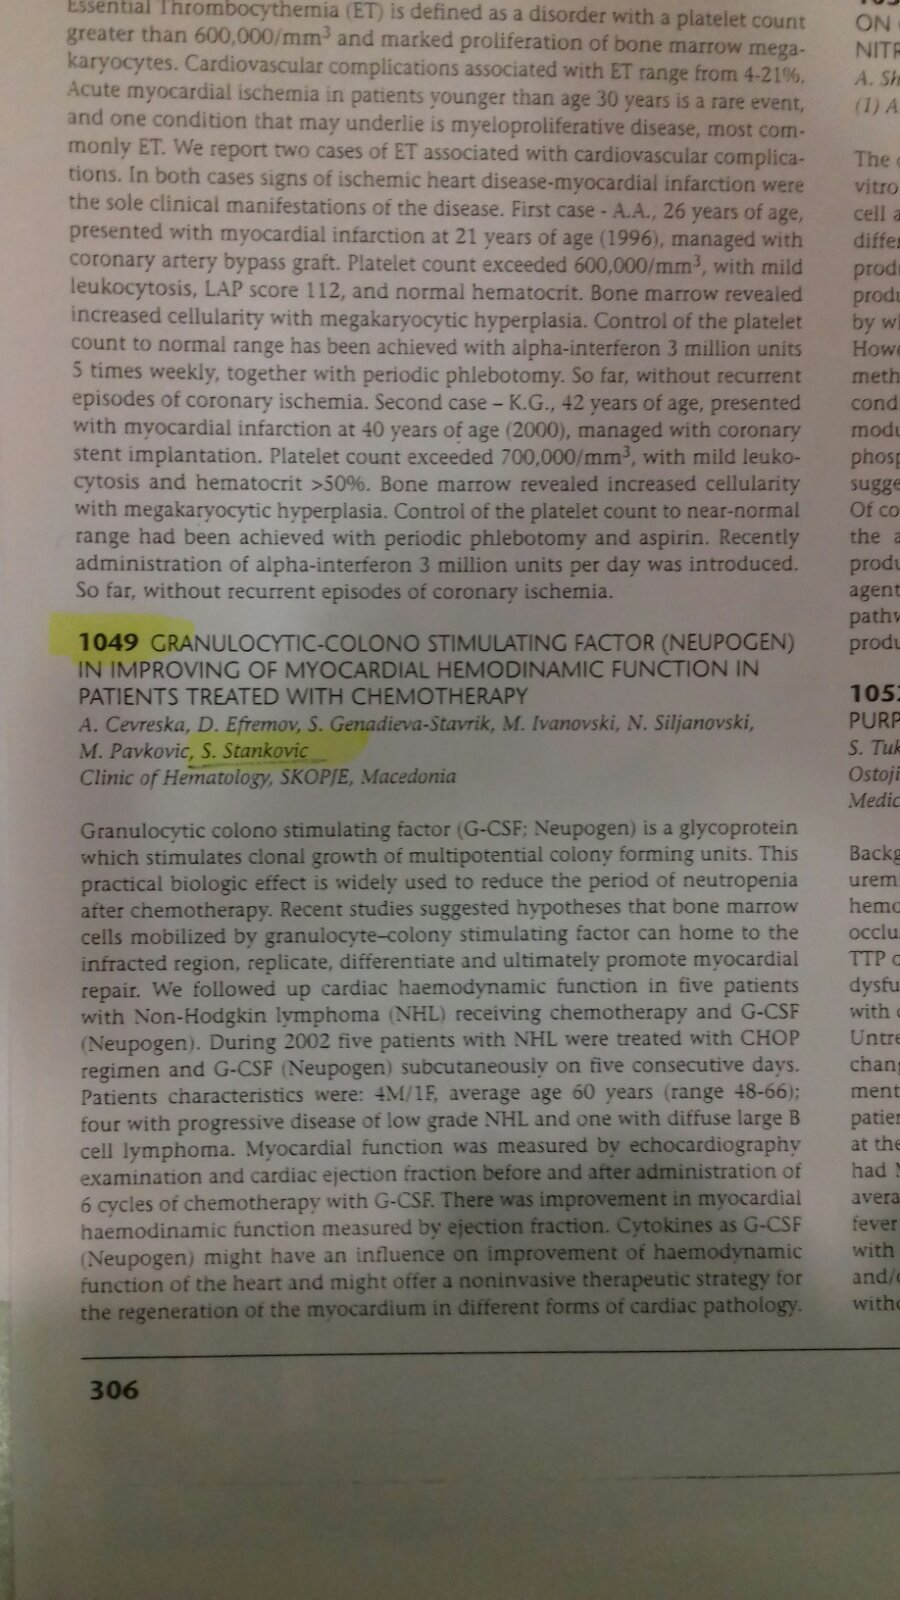 Essential Thrombocythemia (ET) is defined as a disorder with a platelet count
greater than 600,000/mm³ and marked proliferation of bone marrow mega-
karyocytes. Cardiovascular complications associated with ET range from 4-21%.
Acute myocardial ischemia in patients younger than age 30 years is a rare event,
and one condition that may underlie is myeloproliferative disease, most com-
monly ET. We report two cases of ET associated with cardiovascular complica-
tions. In both cases signs of ischemic heart disease-myocardial infarction were
the sole clinical manifestations of the disease. First case - A.A., 26 years of age,
presented with myocardial infarction at 21 years of age (1996), managed with
coronary artery bypass graft. Platelet count exceeded 600,000/mm³, with mild
leukocytosis, LAP score 112, and normal hematocrit. Bone marrow revealed
increased cellularity with megakaryocytic hyperplasia. Control of the platelet
count to normal range has been achieved with alpha-interferon 3 million units
5 times weekly, together with periodic phlebotomy. So far, without recurrent
episodes of coronary ischemia. Second case – K.G., 42 years of age, presented
with myocardial infarction at 40 years of age (2000), managed with coronary
stent implantation. Platelet count exceeded 700,000/mm³, with mild leuko-
cytosis and hematocrit >50%. Bone marrow revealed increased cellularity
with megakaryocytic hyperplasia. Control of the platelet count to near-normal
range had been achieved with periodic phlebotomy and aspirin. Recently
administration of alpha-interferon 3 million units per day was introduced.
So far, without recurrent episodes of coronary ischemia.
1049 GRANULOCYTIC-COLONO STIMULATING FACTOR (NEUPOGEN)
IN IMPROVING OF MYOCARDIAL HEMODINAMIC FUNCTION IN
PATIENTS TREATED WITH CHEMOTHERAPY
A. Cevreska, D. Efremov, S. Genadieva-Stavrik, M. Ivanovski, N. Siljanovski,
M. Pavkovic, S. Stankovic
Clinic of Hematology, SKOPJE, Macedonia
Granulocytic colono stimulating factor (G-CSF; Neupogen) is a glycoprotein
which stimulates clonal growth of multipotential colony forming units. This
practical biologic effect is widely used to reduce the period of neutropenia
after chemotherapy. Recent studies suggested hypotheses that bone marrow
cells mobilized by granulocyte–colony stimulating factor can home to the
infracted region, replicate, differentiate and ultimately promote myocardial
repair. We followed up cardiac haemodynamic function in five patients
with Non-Hodgkin lymphoma (NHL) receiving chemotherapy and G-CSF
(Neupogen). During 2002 five patients with NHL were treated with CHOP
regimen and G-CSF (Neupogen) subcutaneously on five consecutive days.
Patients characteristics were: 4M/1F, average age 60 years (range 48-66);
four with progressive disease of low grade NHL and one with diffuse large B
cell lymphoma. Myocardial function was measured by echocardiography
examination and cardiac ejection fraction before and after administration of
6 cycles of chemotherapy with G-CSF. There was improvement in myocardial
haemodinamic function measured by ejection fraction. Cytokines as G-CSF
(Neupogen) might have an influence on improvement of haemodynamic
function of the heart and might offer a noninvasive therapeutic strategy for
the regeneration of the myocardium in different forms of cardiac pathology.
306
ON
A. Sh
(1) A
The
vitro
cell a
by w
Of co
the a
agent
PURP
S. Tuk
Ostoji
Medic
TTP
with
at the
had
fever
with
and/